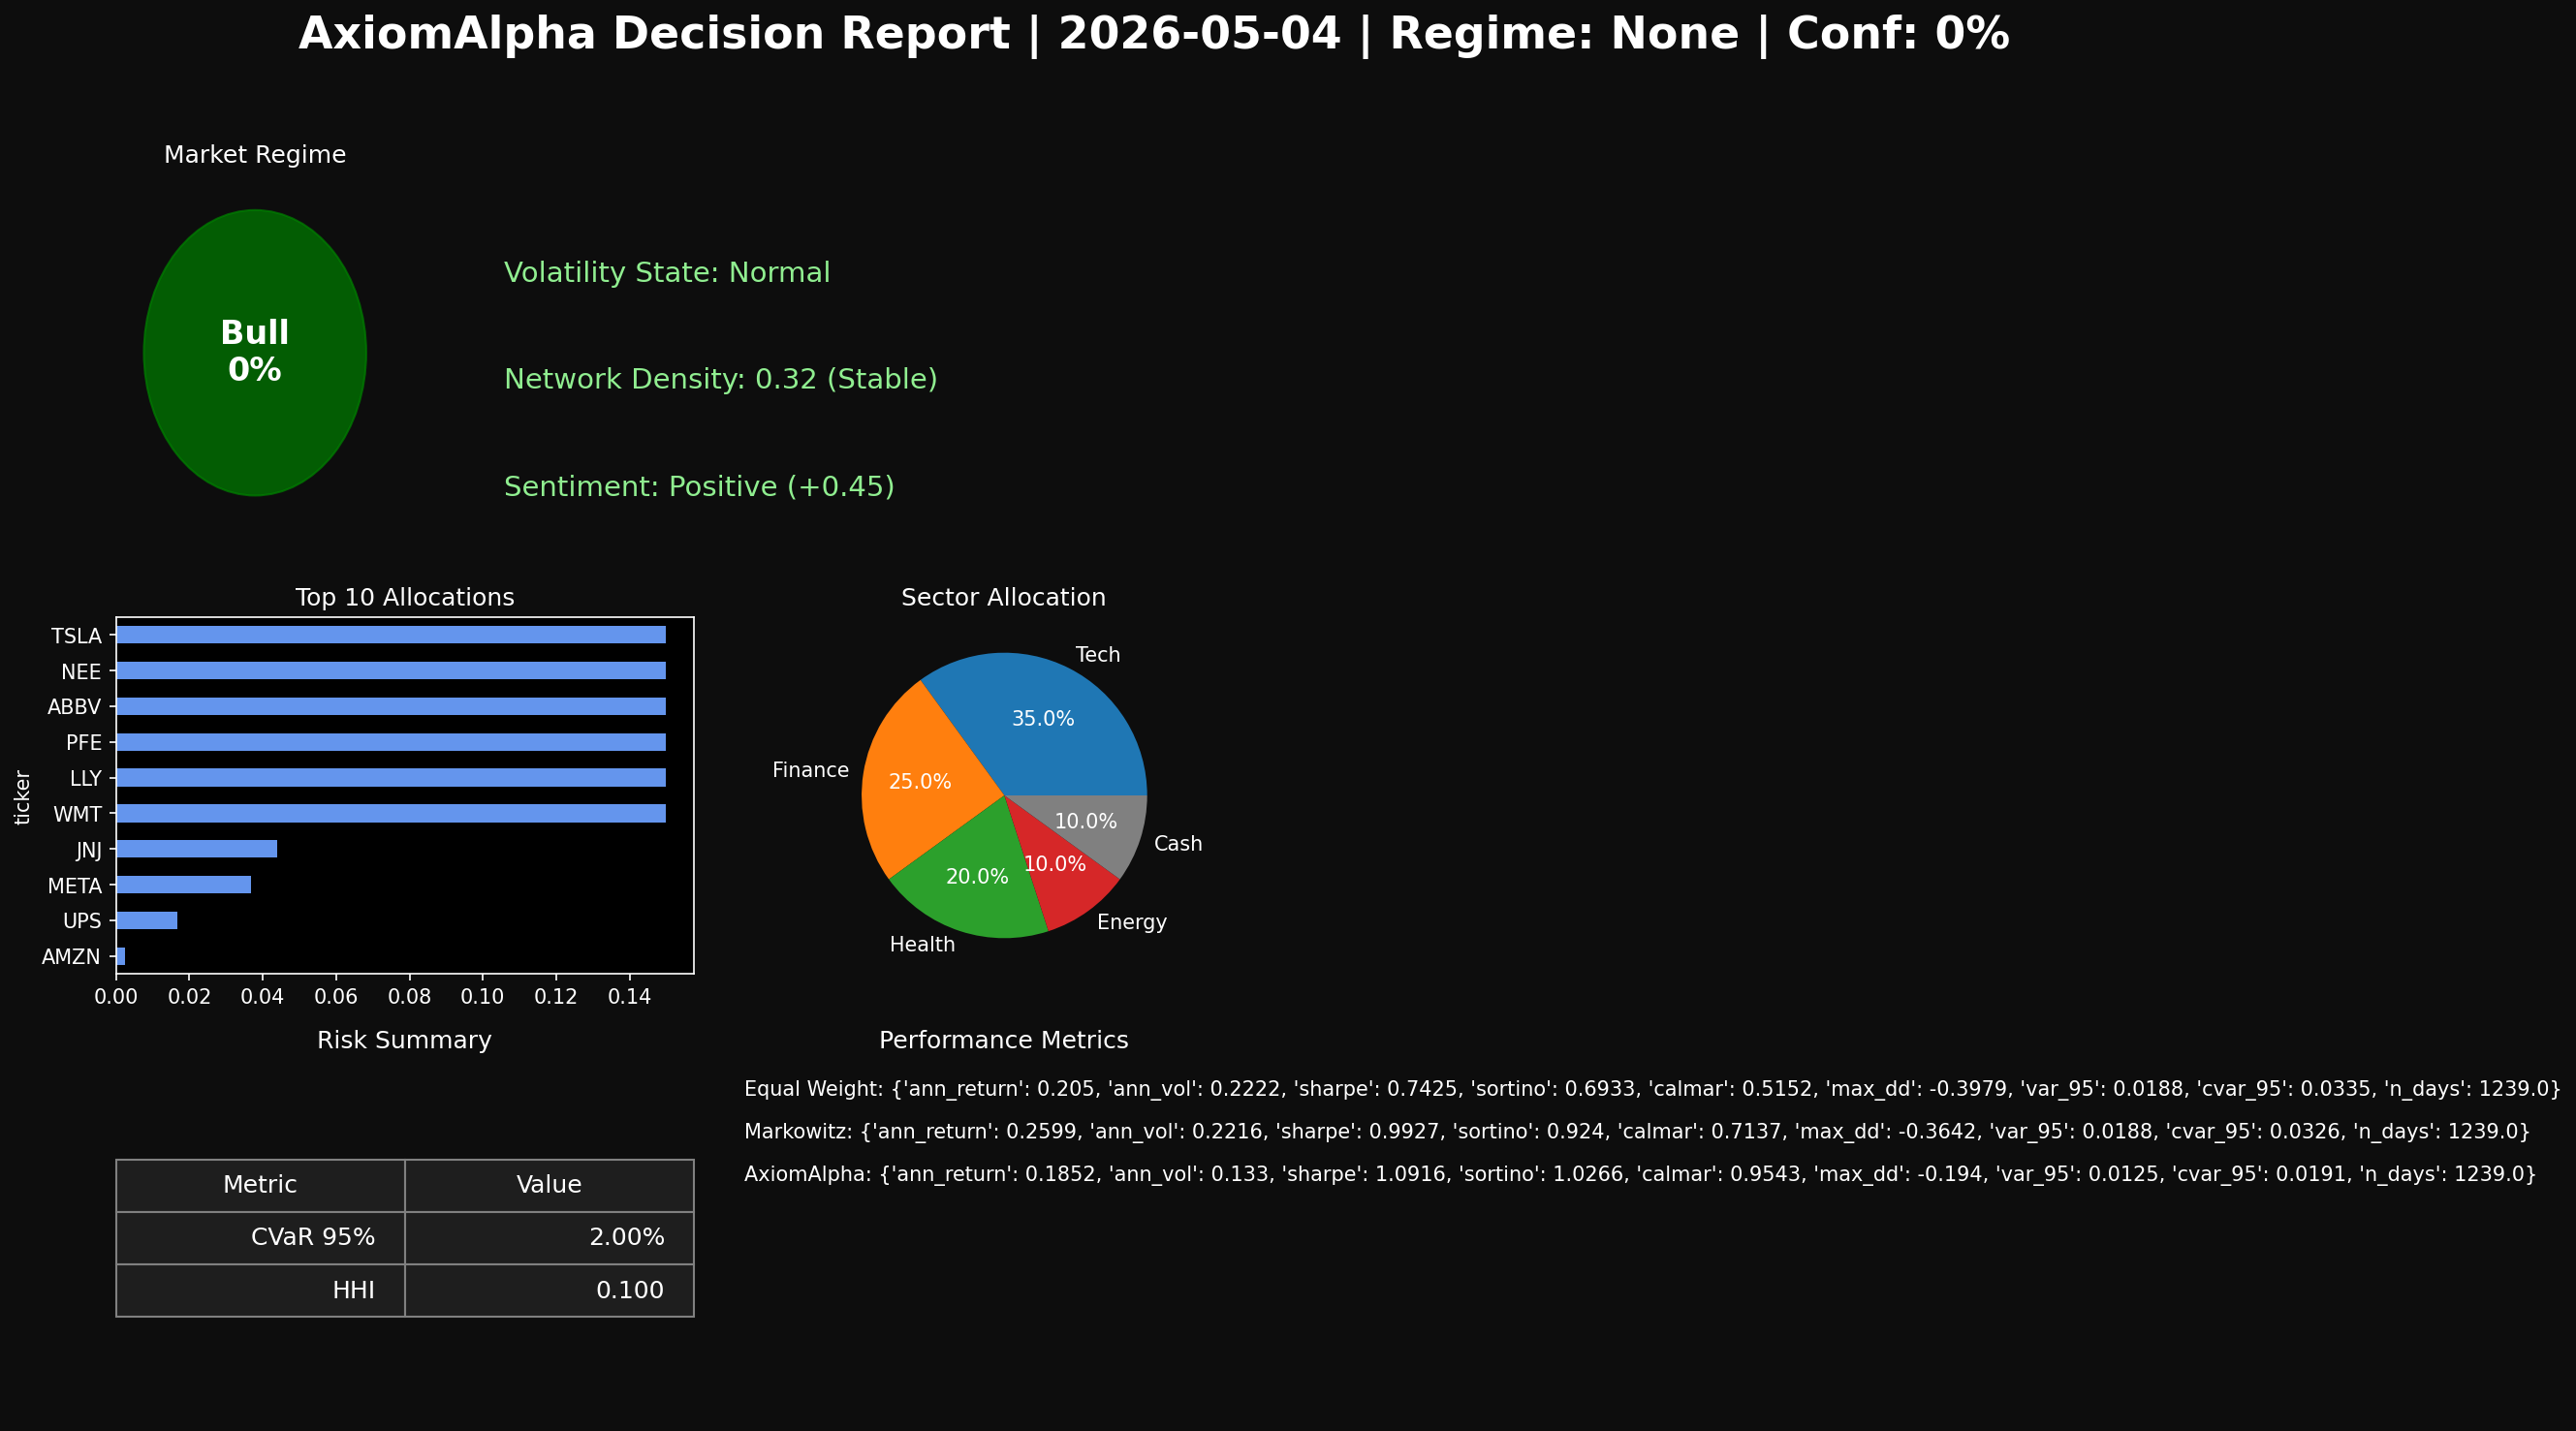 AxiomAlpha Decision Report | 2026-05-04 | Regime: None | Conf: 0%
Market Regime
Bull
0%
Volatility State: Normal
Network Density: 0.32 (Stable)
Sentiment: Positive (+0.45)
Top 10 Allocations
ticker
TSLA
NEE
ABBV
PFE
LLY
WMT
JNJ
META
UPS
AMZN
0.00 0.02 0.04 0.06 0.08 0.10 0.12 0.14
Sector Allocation
Tech
35.0%
Finance
25.0%
Health
20.0%
Energy
10.0%
Cash
10.0%
Risk Summary
Metric Value
CVaR 95% 2.00%
HHI 0.100
Performance Metrics
Equal Weight: {'ann_return': 0.205, 'ann_vol': 0.2222, 'sharpe': 0.7425, 'sortino': 0.6933, 'calmar': 0.5152, 'max_dd': -0.3979, 'var_95': 0.0188, 'cvar_95': 0.0335, 'n_days': 1239.0}
Markowitz: {'ann_return': 0.2599, 'ann_vol': 0.2216, 'sharpe': 0.9927, 'sortino': 0.924, 'calmar': 0.7137, 'max_dd': -0.3642, 'var_95': 0.0188, 'cvar_95': 0.0326, 'n_days': 1239.0}
AxiomAlpha: {'ann_return': 0.1852, 'ann_vol': 0.133, 'sharpe': 1.0916, 'sortino': 1.0266, 'calmar': 0.9543, 'max_dd': -0.194, 'var_95': 0.0125, 'cvar_95': 0.0191, 'n_days': 1239.0}